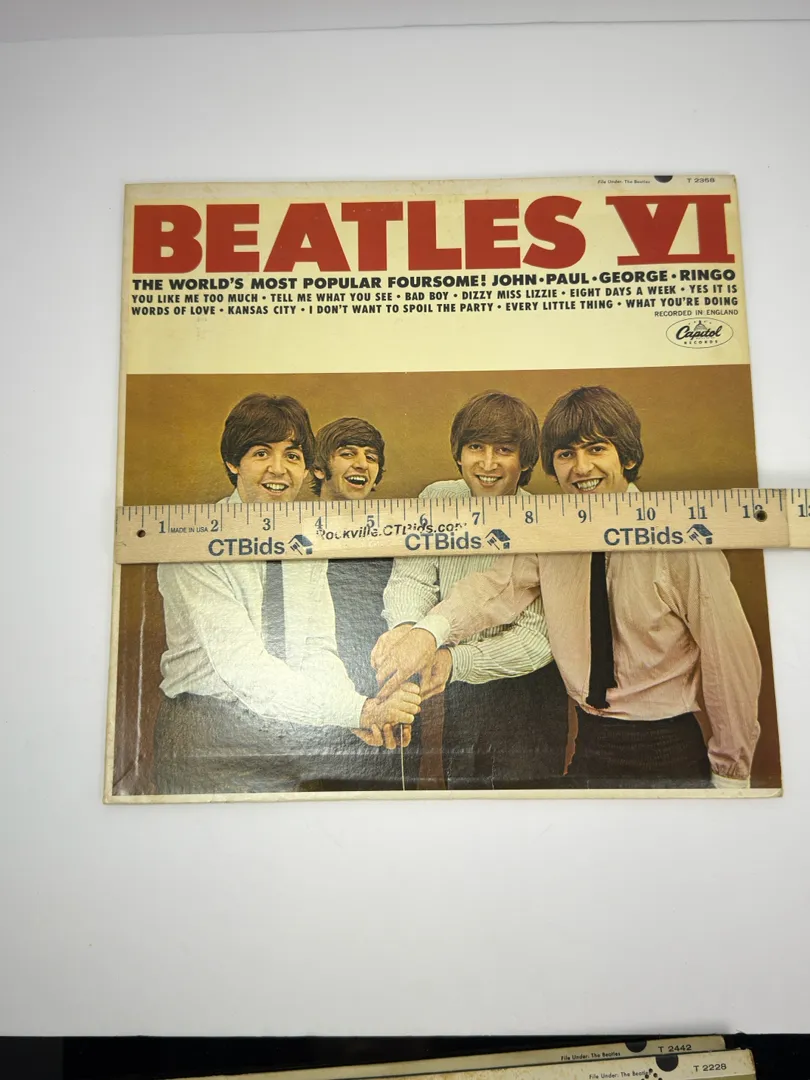 File Under: The Beatles T 2358
BEATLES VI
THE WORLD'S MOST POPULAR FOURSOME! JOHN•PAUL•GEORGE•RINGO
YOU LIKE ME TOO MUCH • TELL ME WHAT YOU SEE • BAD BOY • DIZZY MISS LIZZIE • EIGHT DAYS A WEEK • YES IT IS
WORDS OF LOVE • KANSAS CITY • I DON'T WANT TO SPOIL THE PARTY • EVERY LITTLE THING • WHAT YOU'RE DOING
RECORDED IN ENGLAND
Capitol
RECORDS
1 MADE IN USA 2 3 4 5 6 7 8 9 10 11 12
Rockville.CTBids.com
CTBids CTBids CTBids
File Under: The Beatles T 2442
File Under: The Beatles T 2228